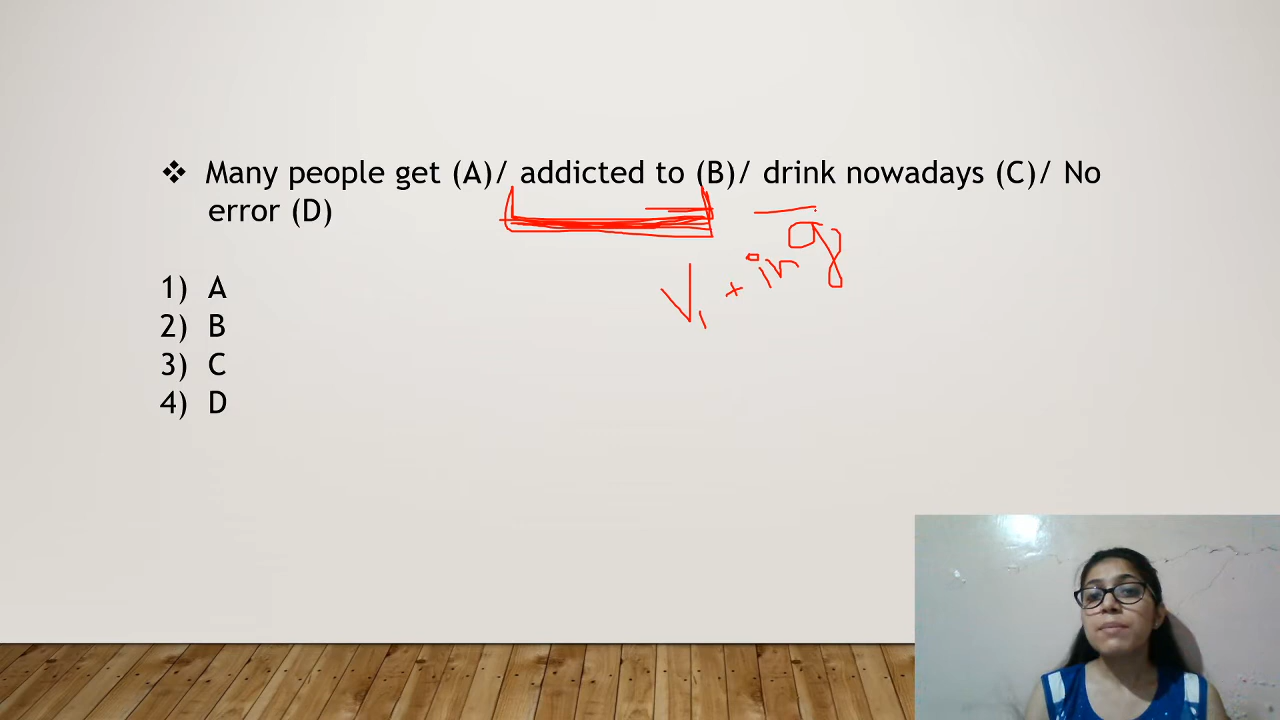 ❖ Many people get (A)/ addicted to (B)/ drink nowadays (C)/ No
error (D)
V1 + ing
1) A
2) B
3) C
4) D